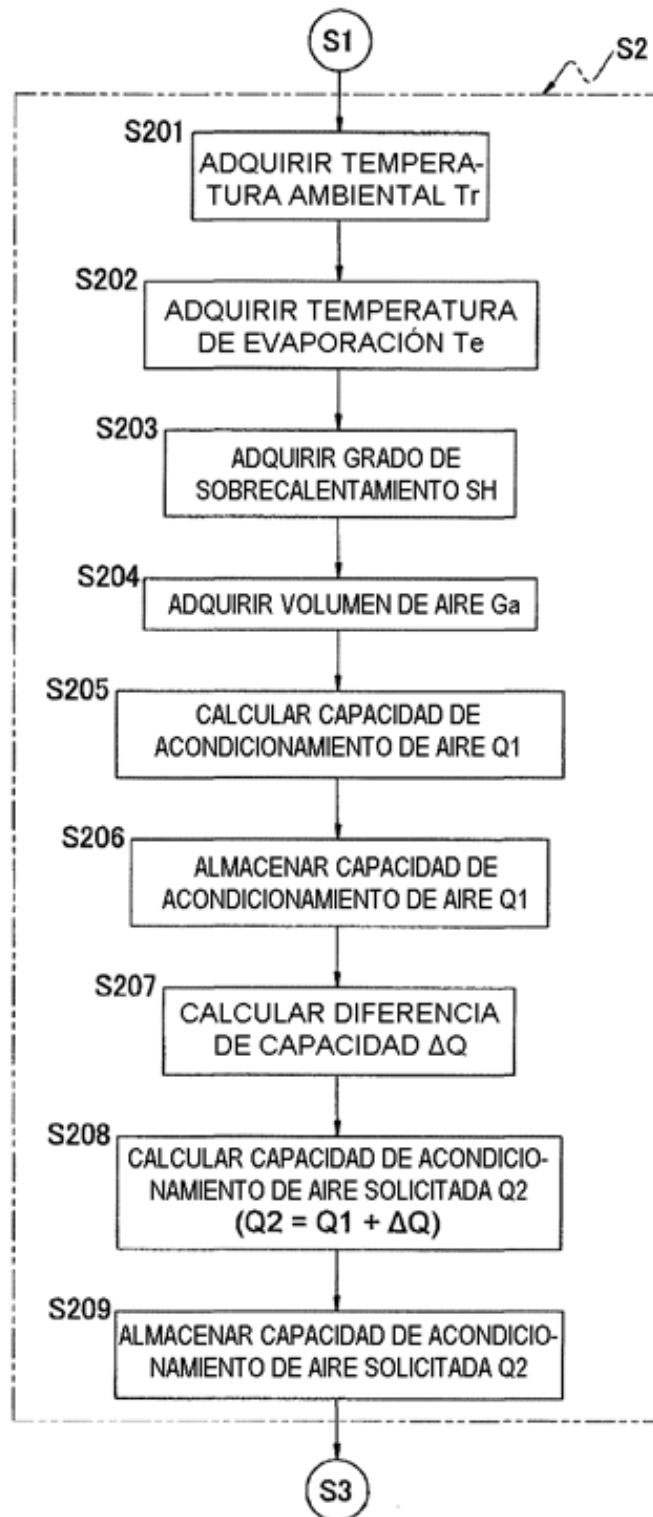 S1
S2
S201
ADQUIRIR TEMPERA-
TURA AMBIENTAL Tr
S202
ADQUIRIR TEMPERATURA
DE EVAPORACIÓN Te
S203
ADQUIRIR GRADO DE
SOBRECALENTAMIENTO SH
S204
ADQUIRIR VOLUMEN DE AIRE Ga
S205
CALCULAR CAPACIDAD DE
ACONDICIONAMIENTO DE AIRE Q1
S206
ALMACENAR CAPACIDAD DE
ACONDICIONAMIENTO DE AIRE Q1
S207
CALCULAR DIFERENCIA
DE CAPACIDAD ΔQ
S208
CALCULAR CAPACIDAD DE ACONDICIO-
NAMIENTO DE AIRE SOLICITADA Q2
(Q2 = Q1 + ΔQ)
S209
ALMACENAR CAPACIDAD DE ACONDICIO-
NAMIENTO DE AIRE SOLICITADA Q2
S3